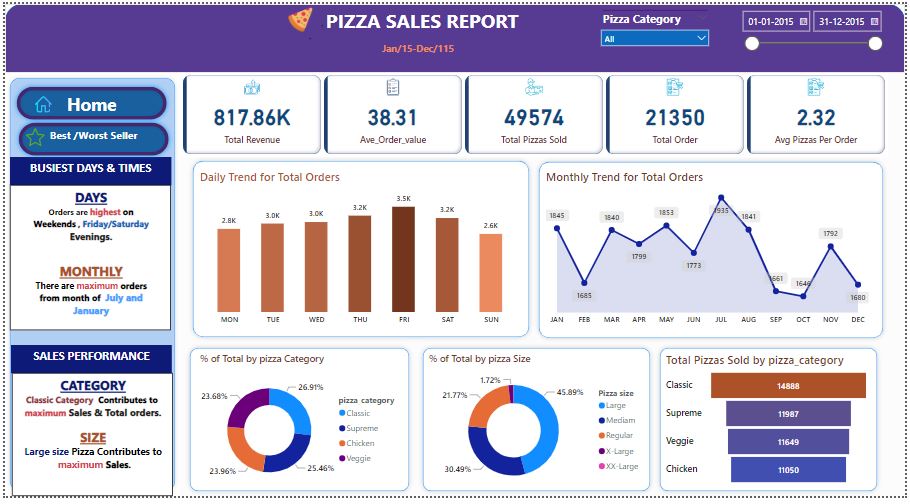 PIZZA SALES REPORT
Jan/15-Dec/115
Pizza Category
All
01-01-2015
31-12-2015
Home
Best /Worst Seller
BUSIEST DAYS & TIMES
DAYS
Orders are highest on
Weekends , Friday/Saturday
Evenings.
MONTHLY
There are maximum orders
from month of July and
January
SALES PERFORMANCE
CATEGORY
Classic Category Contributes to
maximum Sales & Total orders.
SIZE
Large size Pizza Contributes to
maximum Sales.
817.86K
Total Revenue
38.31
Ave_Order_value
49574
Total Pizzas Sold
21350
Total Order
2.32
Avg Pizzas Per Order
Daily Trend for Total Orders
2.8K
3.0K
3.0K
3.2K
3.5K
3.2K
2.6K
MON TUE WED THU FRI SAT SUN
Monthly Trend for Total Orders
1845
1685
1840
1799
1853
1773
1935
1841
1661
1646
1792
1680
JAN FEB MAR APR MAY JUN JUL AUG SEP OCT NOV DEC
% of Total by pizza Category
26.91%
25.46%
23.96%
23.68%
pizza_category
Classic
Supreme
Chicken
Veggie
% of Total by pizza Size
1.72%
45.89%
21.77%
30.49%
Pizza size
Large
Mediam
Regular
X-Large
XX-Large
Total Pizzas Sold by pizza_category
Classic 14888
Supreme 11987
Veggie 11649
Chicken 11050